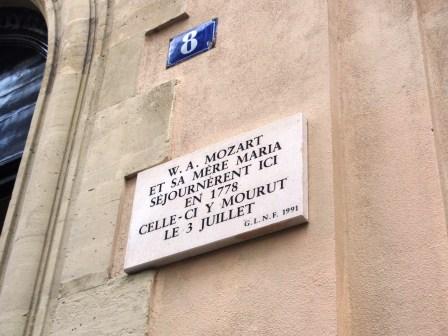 8
W. A. MOZART
ET SA MÈRE MARIA
SÉJOURNÈRENT ICI
EN 1778
CELLE-CI Y MOURUT
LE 3 JUILLET
G. L. N. F. 1991